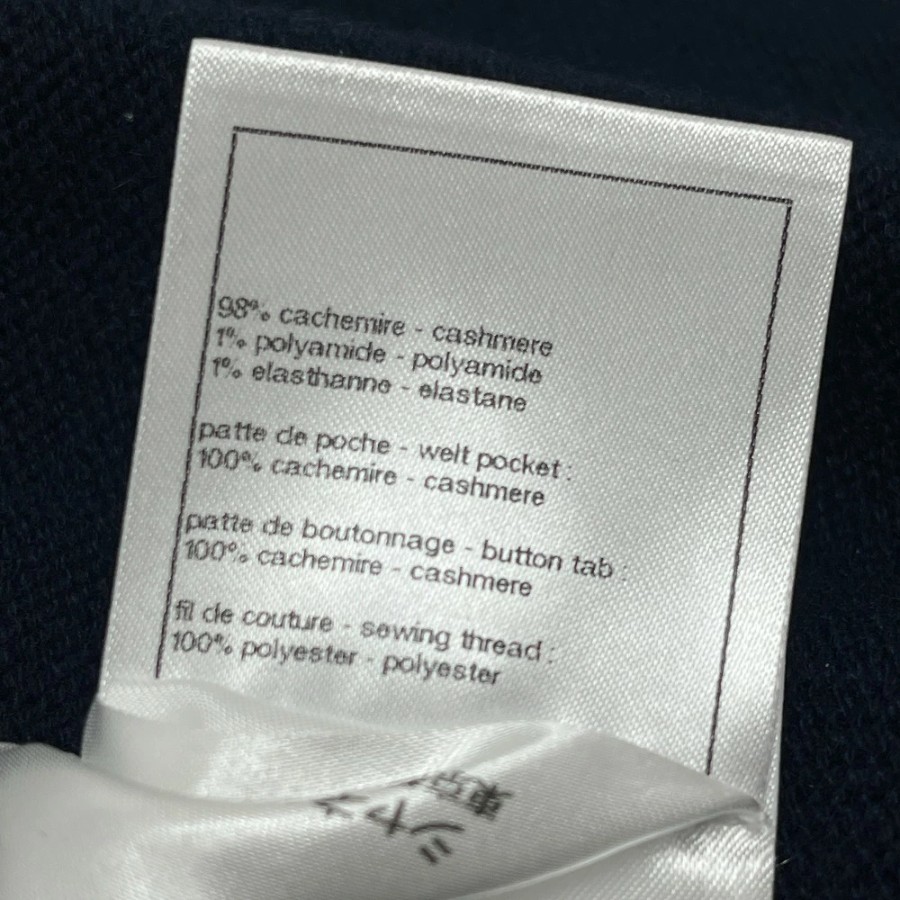 98% cachemire - cashmere
1% polyamide - polyamide
1% elasthanne - elastane
patte de poche - welt pocket :
100% cachemire - cashmere
patte de boutonnage - button tab :
100% cachemire - cashmere
fil de couture - sewing thread :
100% polyester - polyester